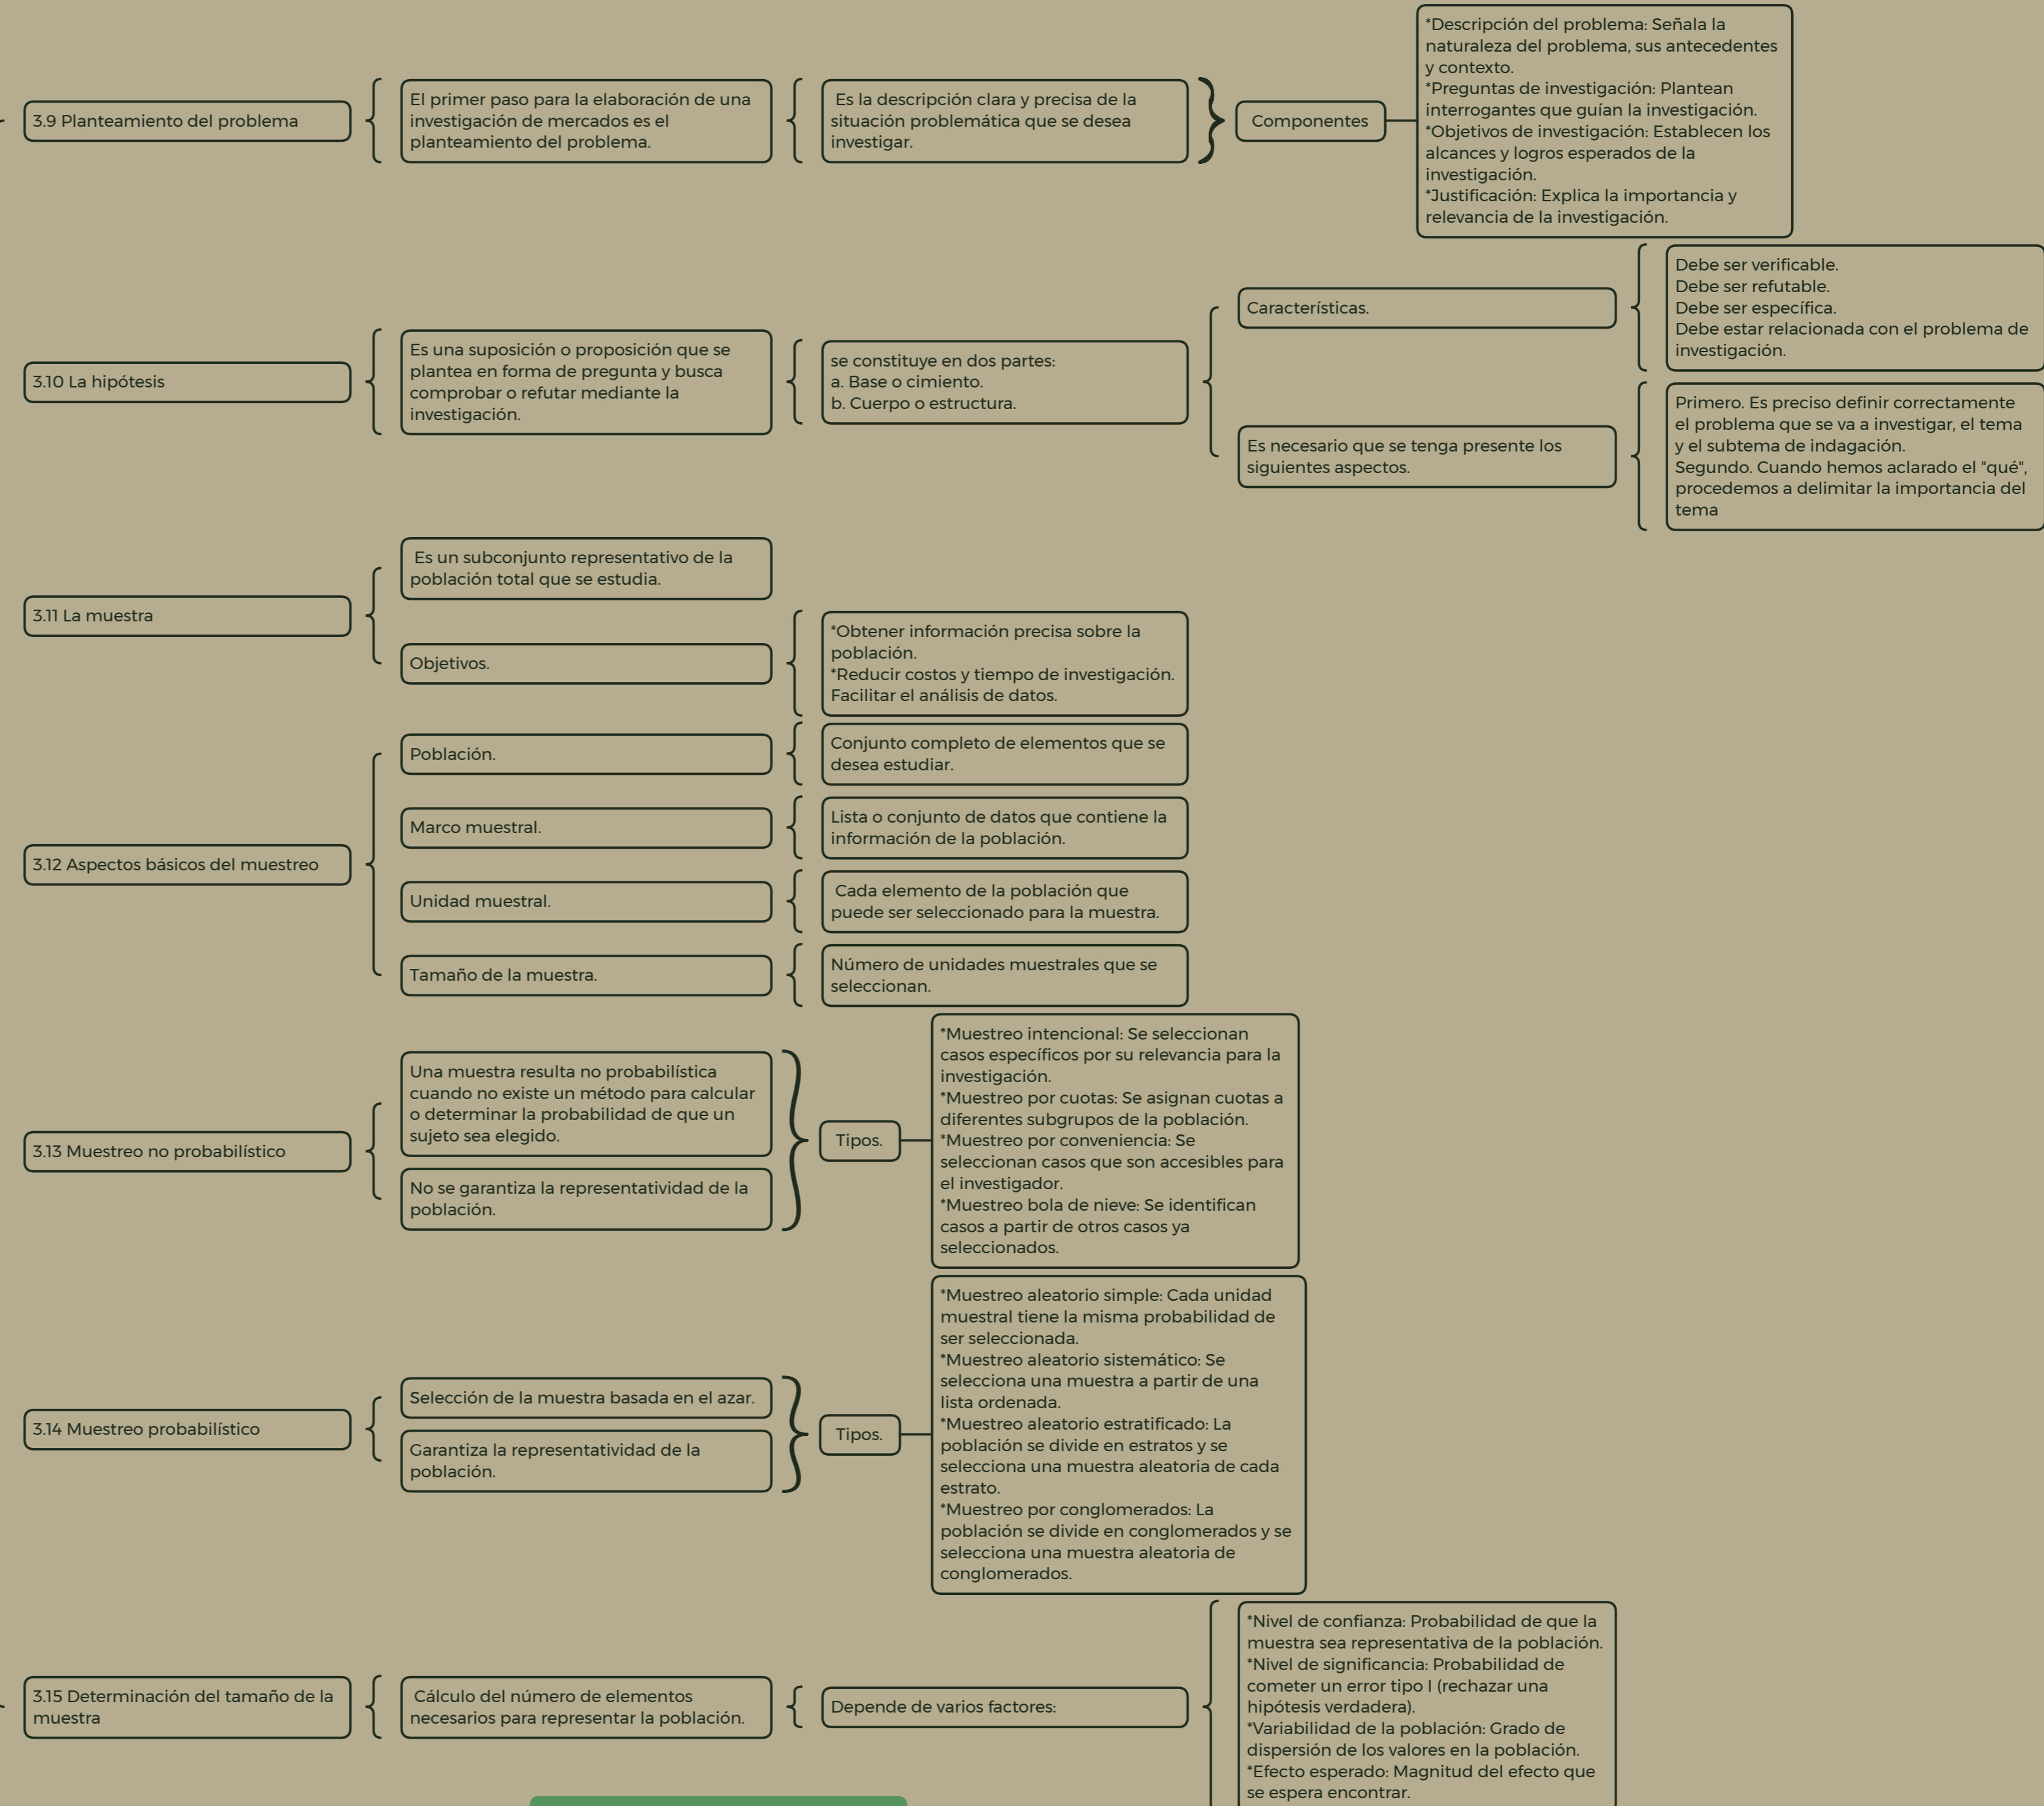 3.9 Planteamiento del problema
El primer paso para la elaboración de una
investigación de mercados es el
planteamiento del problema.
Es la descripción clara y precisa de la
situación problemática que se desea
investigar.
Componentes
*Descripción del problema: Señala la
naturaleza del problema, sus antecedentes
y contexto.
*Preguntas de investigación: Plantean
interrogantes que guían la investigación.
*Objetivos de investigación: Establecen los
alcances y logros esperados de la
investigación.
*Justificación: Explica la importancia y
relevancia de la investigación.
3.10 La hipótesis
Es una suposición o proposición que se
plantea en forma de pregunta y busca
comprobar o refutar mediante la
investigación.
se constituye en dos partes:
a. Base o cimiento.
b. Cuerpo o estructura.
Características.
Debe ser verificable.
Debe ser refutable.
Debe ser específica.
Debe estar relacionada con el problema de
investigación.
Es necesario que se tenga presente los
siguientes aspectos.
Primero. Es preciso definir correctamente
el problema que se va a investigar, el tema
y el subtema de indagación.
Segundo. Cuando hemos aclarado el "qué",
procedemos a delimitar la importancia del
tema
3.11 La muestra
Es un subconjunto representativo de la
población total que se estudia.
Objetivos.
*Obtener información precisa sobre la
población.
*Reducir costos y tiempo de investigación.
Facilitar el análisis de datos.
3.12 Aspectos básicos del muestreo
Población.
Conjunto completo de elementos que se
desea estudiar.
Marco muestral.
Lista o conjunto de datos que contiene la
información de la población.
Unidad muestral.
Cada elemento de la población que
puede ser seleccionado para la muestra.
Tamaño de la muestra.
Número de unidades muestrales que se
seleccionan.
3.13 Muestreo no probabilístico
Una muestra resulta no probabilística
cuando no existe un método para calcular
o determinar la probabilidad de que un
sujeto sea elegido.
No se garantiza la representatividad de la
población.
Tipos.
*Muestreo intencional: Se seleccionan
casos específicos por su relevancia para la
investigación.
*Muestreo por cuotas: Se asignan cuotas a
diferentes subgrupos de la población.
*Muestreo por conveniencia: Se
seleccionan casos que son accesibles para
el investigador.
*Muestreo bola de nieve: Se identifican
casos a partir de otros casos ya
seleccionados.
3.14 Muestreo probabilístico
Selección de la muestra basada en el azar.
Garantiza la representatividad de la
población.
Tipos.
*Muestreo aleatorio simple: Cada unidad
muestral tiene la misma probabilidad de
ser seleccionada.
*Muestreo aleatorio sistemático: Se
selecciona una muestra a partir de una
lista ordenada.
*Muestreo aleatorio estratificado: La
población se divide en estratos y se
selecciona una muestra aleatoria de cada
estrato.
*Muestreo por conglomerados: La
población se divide en conglomerados y se
selecciona una muestra aleatoria de
conglomerados.
3.15 Determinación del tamaño de la
muestra
Cálculo del número de elementos
necesarios para representar la población.
Depende de varios factores:
*Nivel de confianza: Probabilidad de que la
muestra sea representativa de la población.
*Nivel de significancia: Probabilidad de
cometer un error tipo I (rechazar una
hipótesis verdadera).
*Variabilidad de la población: Grado de
dispersión de los valores en la población.
*Efecto esperado: Magnitud del efecto que
se espera encontrar.